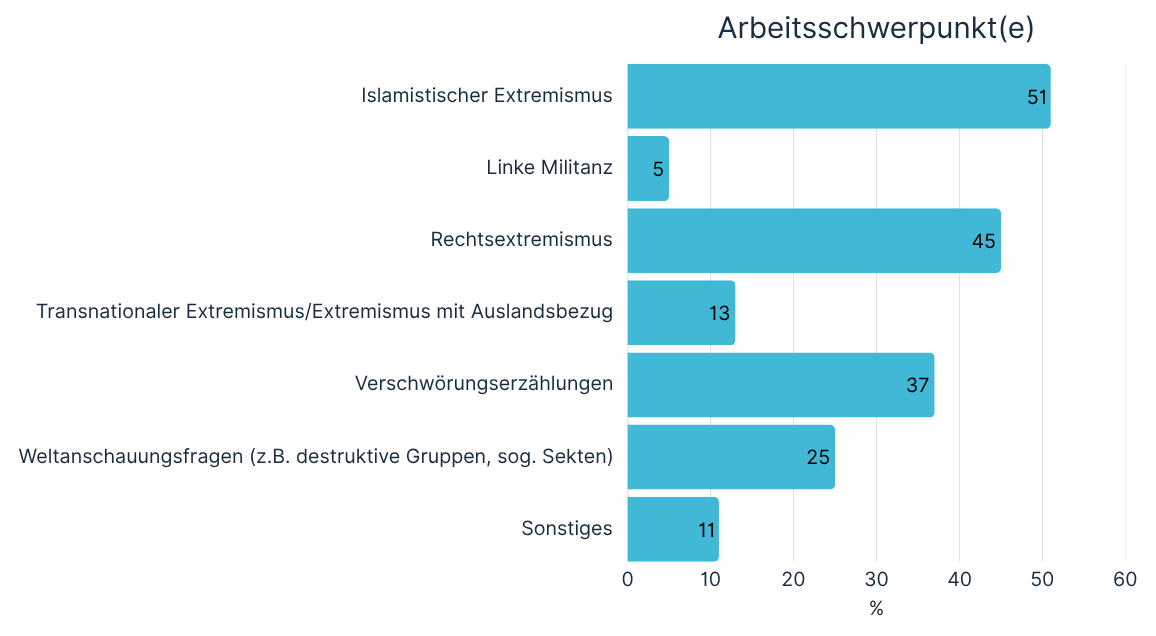 Arbeitsschwerpunkt(e)
Islamistischer Extremismus 51
Linke Militanz 5
Rechtsextremismus 45
Transnationaler Extremismus/Extremismus mit Auslandsbezug 13
Verschwörungserzählungen 37
Weltanschauungsfragen (z.B. destruktive Gruppen, sog. Sekten) 25
Sonstiges 11
0 10 20 30 40 50 60
%